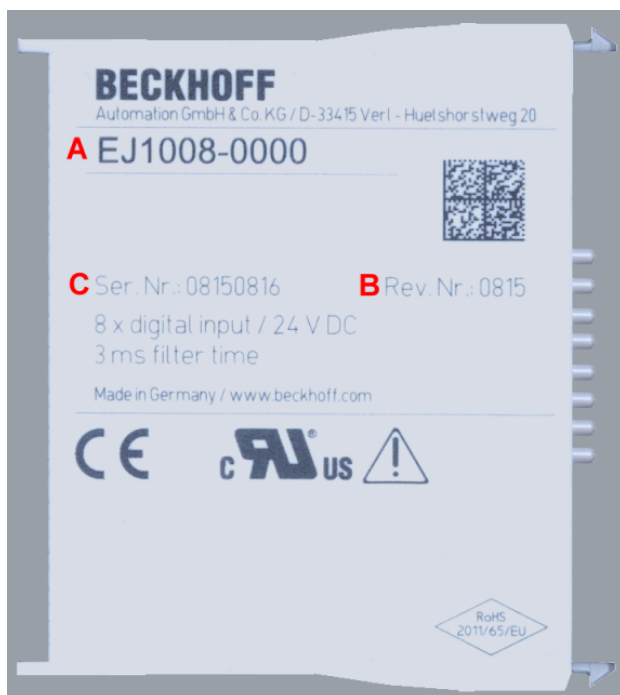 BECKHOFF
Automation GmbH & Co. KG / D-33415 Verl - Huelshorstweg 20
A EJ1008-0000
C Ser. Nr.: 08150816 B Rev. Nr.: 0815
8 x digital input / 24 V DC
3 ms filter time
Made in Germany / www.beckhoff.com
CE c RU ® US
RoHS
2011/65/EU